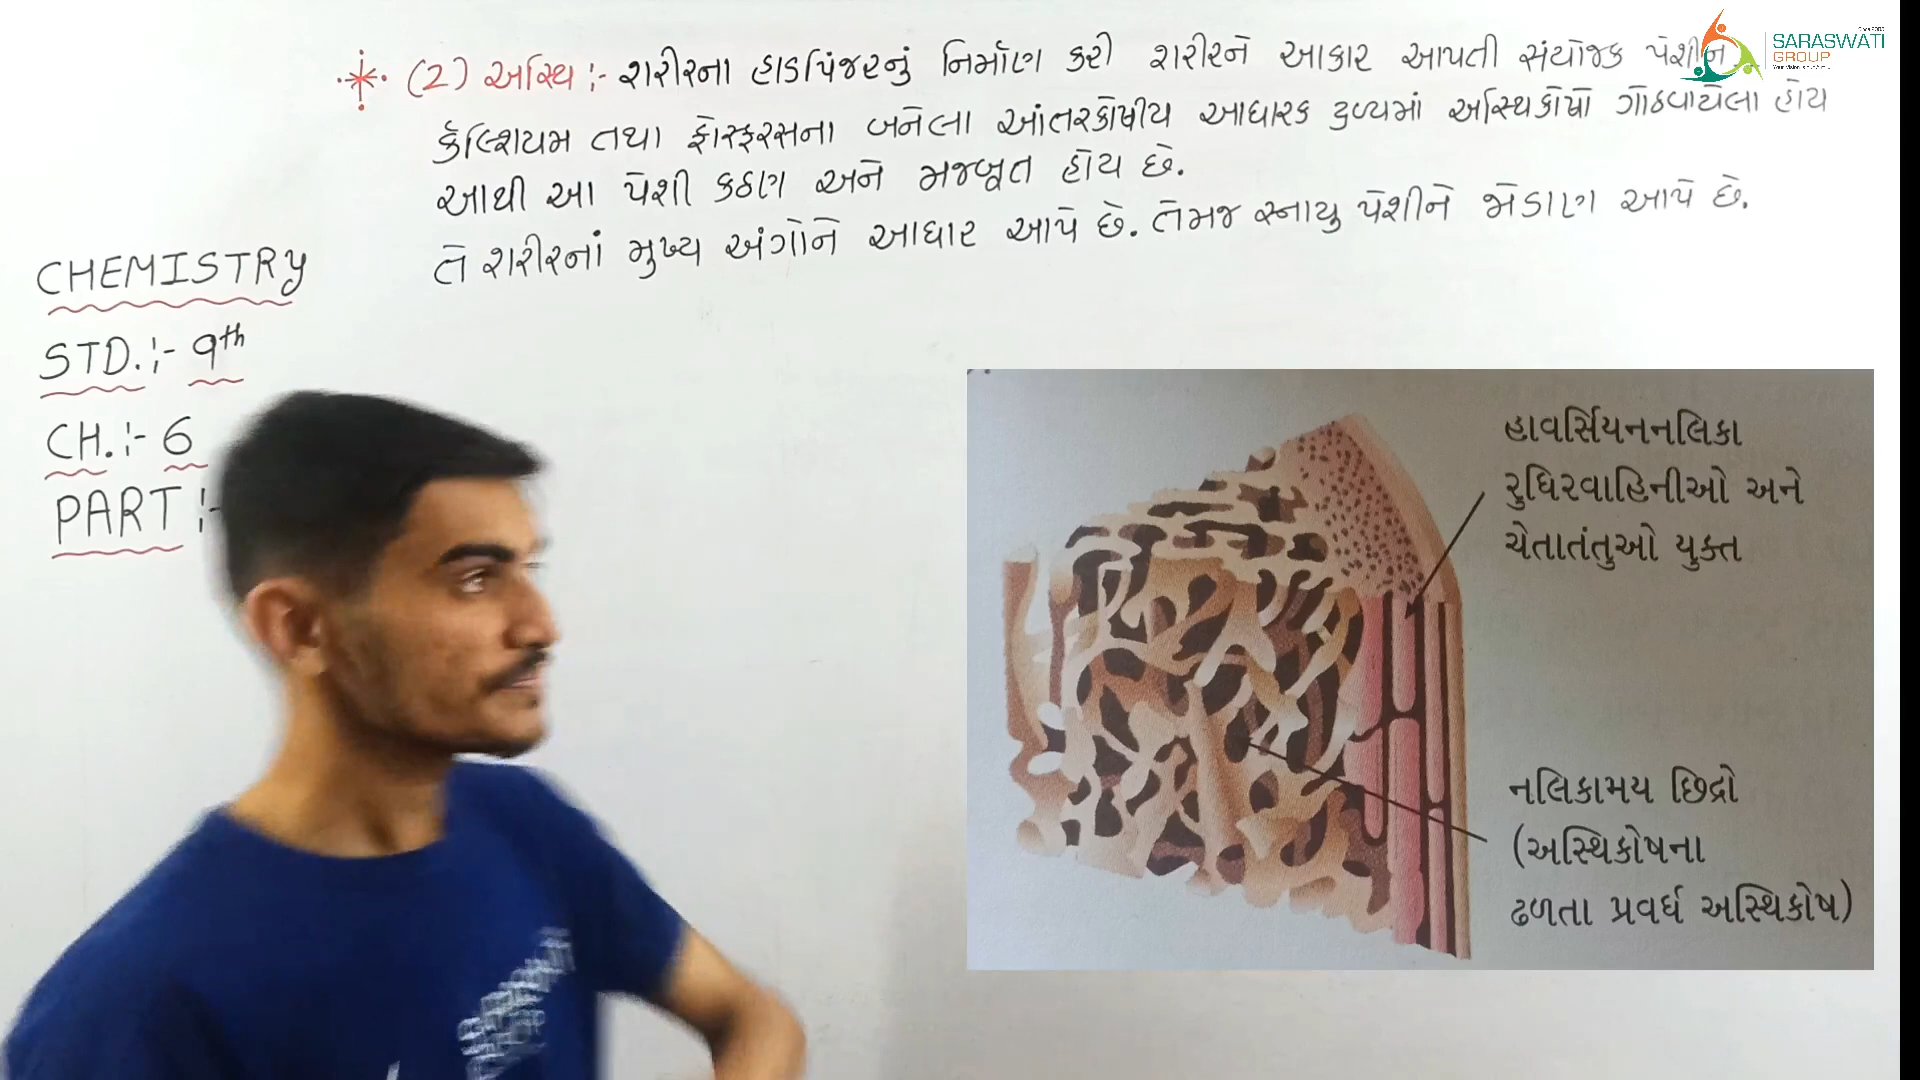 (2) અસ્થિ :- શરીરના હાડપિંજરનું નિર્માણ કરી શરીરને આકાર આપતી સંયોજક પેશીને
કૅલ્શિયમ તથા ફોસ્ફરસના બનેલા આંતરકોષીય આધારક દ્રવ્યમાં અસ્થિકોષો ગોઠવાયેલા હોય
આથી આ પેશી કઠણ અને મજબૂત હોય છે.
તે શરીરનાં મુખ્ય અંગોને આધાર આપે છે. તેમજ સ્નાયુ પેશીને જોડાણ આપે છે.
SARASWATI
GROUP
CHEMISTRY
STD. :- 9th
CH. :- 6
PART :-
હાવર્સિયનનલિકા
રુધિરવાહિનીઓ અને
ચેતાતંતુઓ યુક્ત
નલિકામય છિદ્રો
(અસ્થિકોષના
ઢળતા પ્રવર્ધ અસ્થિકોષ)